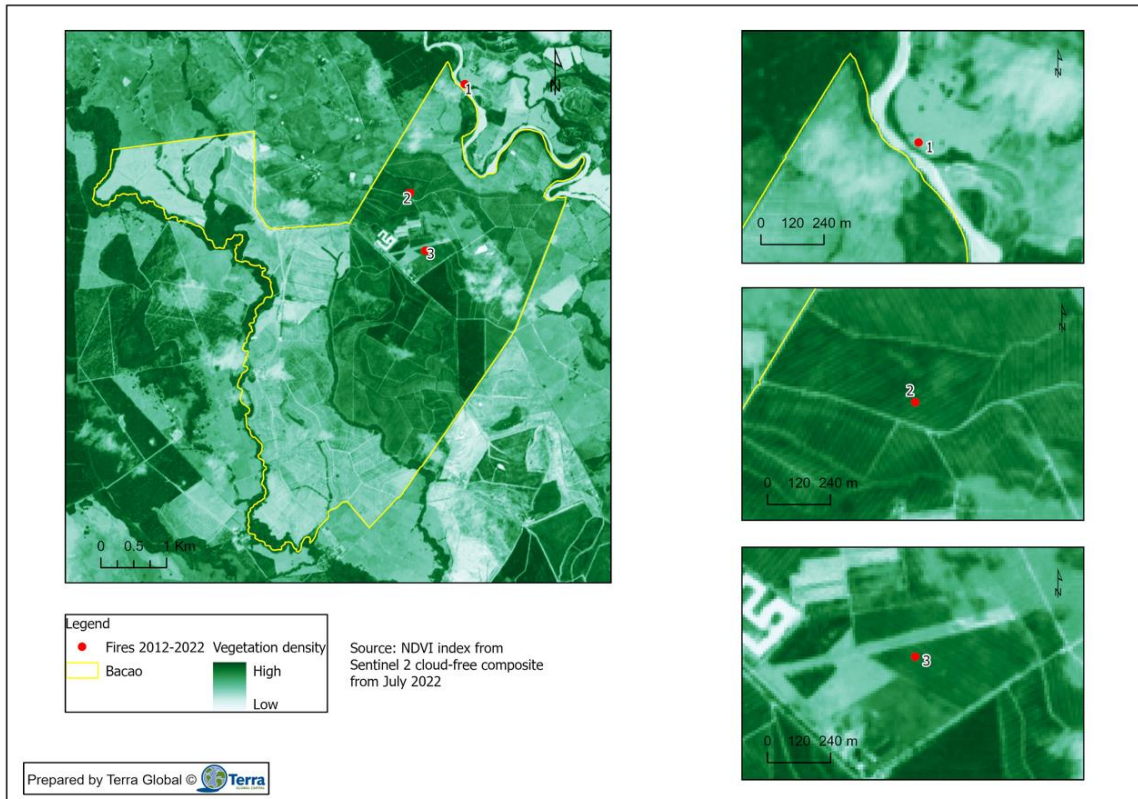 N
1
2
3
0 0.5 1 Km
N
1
0 120 240 m
N
2
0 120 240 m
N
3
0 120 240 m
Legend
Fires 2012-2022
Bacao
Vegetation density
High
Low
Source: NDVI index from
Sentinel 2 cloud-free composite
from July 2022
Prepared by Terra Global ©
Terra
GLOBAL CAPITAL